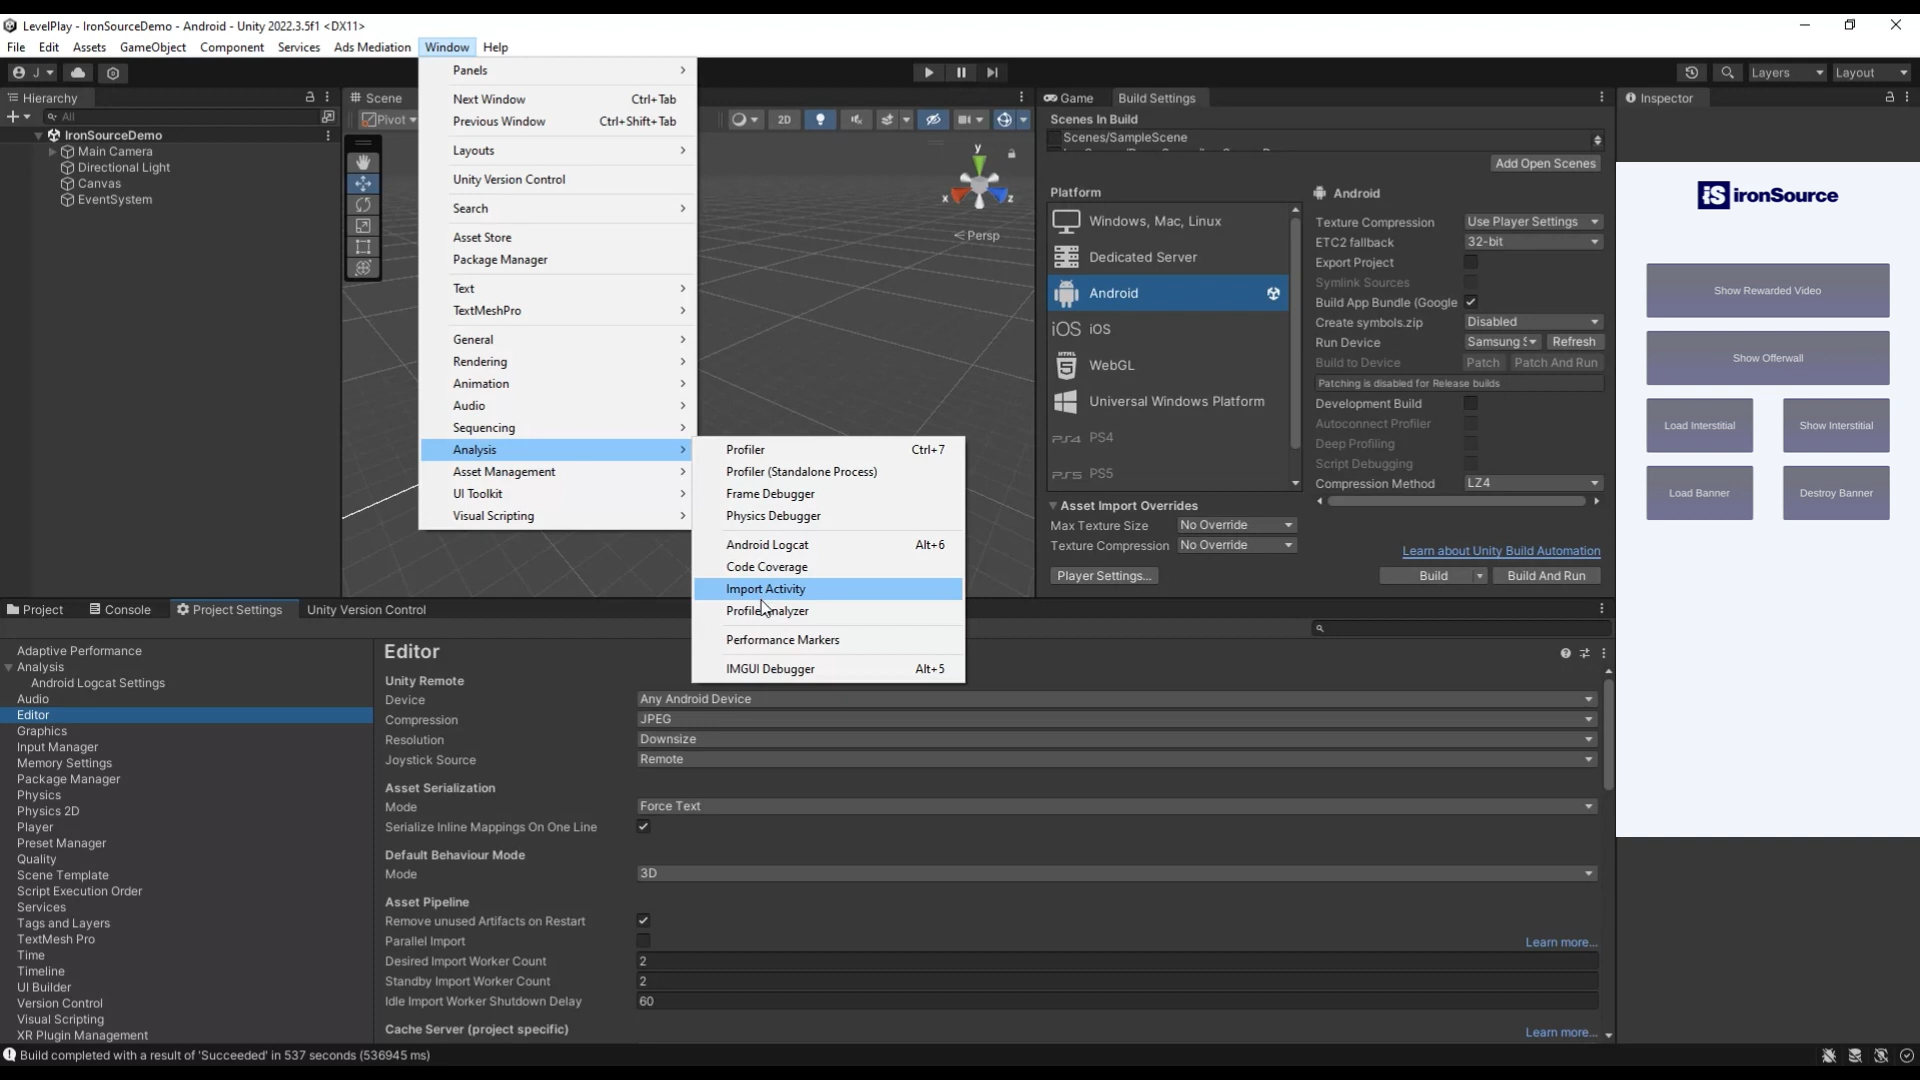 LevelPlay - IronSourceDemo - Android - Unity 2022.3.5f1 <DX11>
File Edit Assets GameObject Component Services Ads Mediation Window Help
J
Layers
Layout
Hierarchy
All
IronSourceDemo
Main Camera
Directional Light
Canvas
EventSystem
Scene
Pivot
2D
y
x
z
Persp
Panels
Next Window Ctrl+Tab
Previous Window Ctrl+Shift+Tab
Layouts
Unity Version Control
Search
Asset Store
Package Manager
Text
TextMeshPro
General
Rendering
Animation
Audio
Sequencing
Analysis
Asset Management
UI Toolkit
Visual Scripting
Profiler Ctrl+7
Profiler (Standalone Process)
Frame Debugger
Physics Debugger
Android Logcat Alt+6
Code Coverage
Import Activity
Profile Analyzer
Performance Markers
IMGUI Debugger Alt+5
Game
Build Settings
Scenes In Build
Scenes/SampleScene
Add Open Scenes
Platform
Windows, Mac, Linux
Dedicated Server
Android
iOS iOS
HTML
WebGL
Universal Windows Platform
PS4 PS4
PS5 PS5
Android
Texture Compression Use Player Settings
ETC2 fallback 32-bit
Export Project
Symlink Sources
Build App Bundle (Google
Create symbols.zip Disabled
Run Device Samsung Refresh
Build to Device Patch Patch And Run
Patching is disabled for Release builds
Development Build
Autoconnect Profiler
Deep Profiling
Script Debugging
Compression Method LZ4
Asset Import Overrides
Max Texture Size No Override
Texture Compression No Override
Learn about Unity Build Automation
Player Settings...
Build
Build And Run
Inspector
iS ironSource
Show Rewarded Video
Show Offerwall
Load Interstitial Show Interstitial
Load Banner Destroy Banner
Project
Console
Project Settings
Unity Version Control
Adaptive Performance
Analysis
Android Logcat Settings
Audio
Editor
Graphics
Input Manager
Memory Settings
Package Manager
Physics
Physics 2D
Player
Preset Manager
Quality
Scene Template
Script Execution Order
Services
Tags and Layers
TextMesh Pro
Time
Timeline
UI Builder
Version Control
Visual Scripting
XR Plugin Management
Editor
Unity Remote
Device Any Android Device
Compression JPEG
Resolution Downsize
Joystick Source Remote
Asset Serialization
Mode Force Text
Serialize Inline Mappings On One Line
Default Behaviour Mode
Mode 3D
Asset Pipeline
Remove unused Artifacts on Restart
Parallel Import Learn more...
Desired Import Worker Count 2
Standby Import Worker Count 2
Idle Import Worker Shutdown Delay 60
Cache Server (project specific) Learn more...
Build completed with a result of 'Succeeded' in 537 seconds (536945 ms)